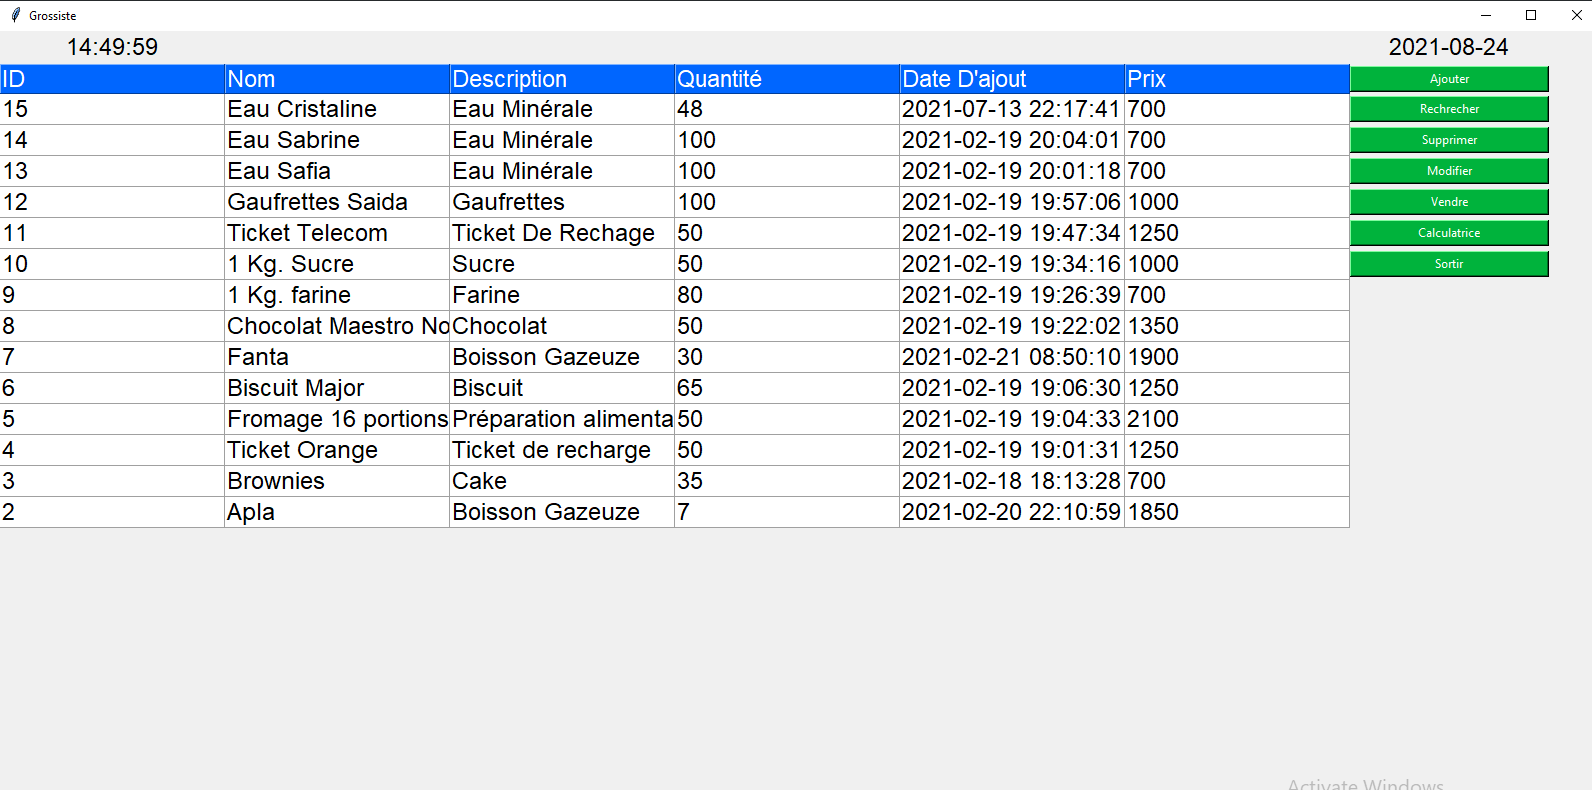 Grossiste
14:49:59 2021-08-24
ID Nom Description Quantité Date D'ajout Prix Ajouter
15 Eau Cristaline Eau Minérale 48 2021-07-13 22:17:41 700 Rechrecher
14 Eau Sabrine Eau Minérale 100 2021-02-19 20:04:01 700 Supprimer
13 Eau Safia Eau Minérale 100 2021-02-19 20:01:18 700 Modifier
12 Gaufrettes Saida Gaufrettes 100 2021-02-19 19:57:06 1000 Vendre
11 Ticket Telecom Ticket De Rechage 50 2021-02-19 19:47:34 1250 Calculatrice
10 1 Kg. Sucre Sucre 50 2021-02-19 19:34:16 1000 Sortir
9 1 Kg. farine Farine 80 2021-02-19 19:26:39 700
8 Chocolat Maestro No Chocolat 50 2021-02-19 19:22:02 1350
7 Fanta Boisson Gazeuze 30 2021-02-21 08:50:10 1900
6 Biscuit Major Biscuit 65 2021-02-19 19:06:30 1250
5 Fromage 16 portions Préparation alimenta 50 2021-02-19 19:04:33 2100
4 Ticket Orange Ticket de recharge 50 2021-02-19 19:01:31 1250
3 Brownies Cake 35 2021-02-18 18:13:28 700
2 Apla Boisson Gazeuze 7 2021-02-20 22:10:59 1850
Activate Windows